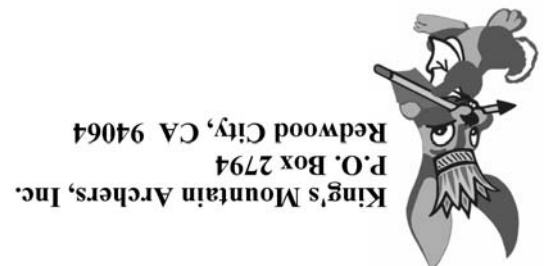 King's Mountain Archers, Inc.
P.O. Box 2794
Redwood City, CA 94064